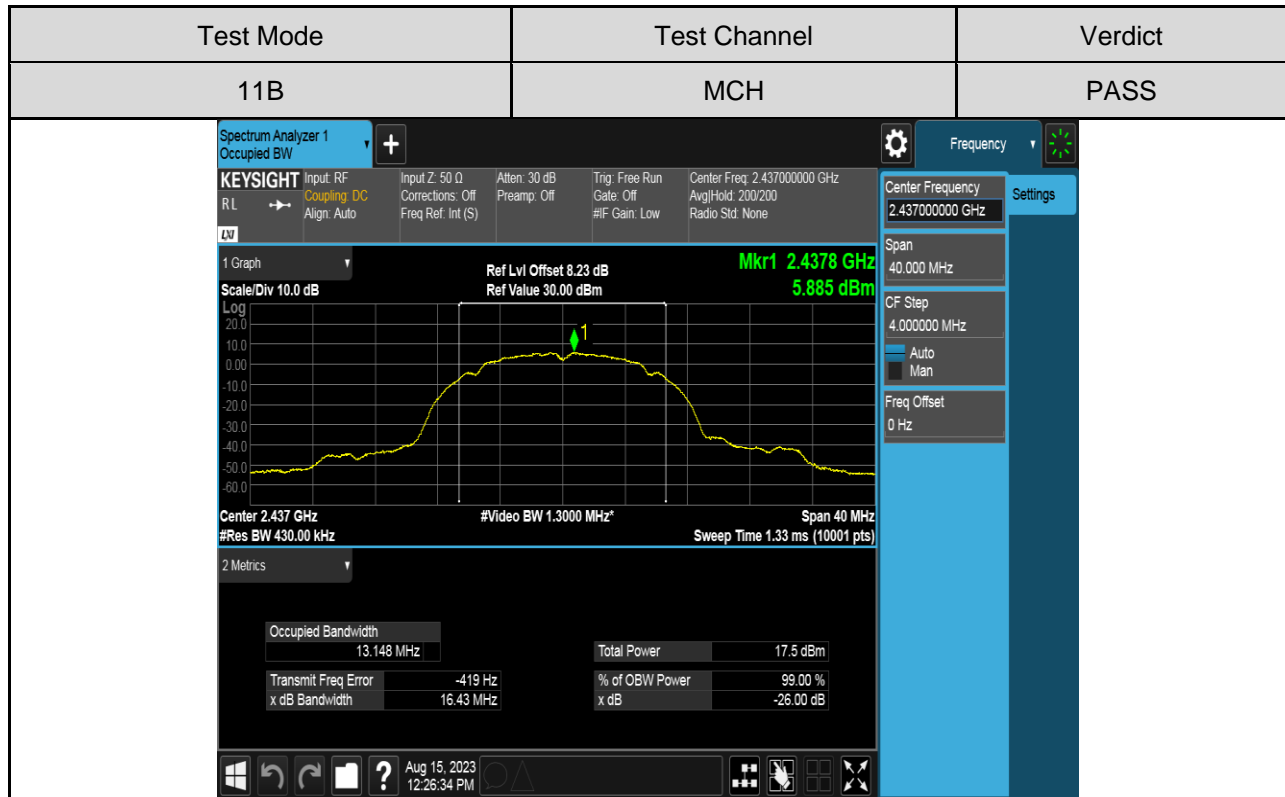 Test Mode Test Channel Verdict
11B MCH PASS
Spectrum Analyzer 1
Occupied BW
+
Frequency
KEYSIGHT Input: RF Input Z: 50 Ω Atten: 30 dB Trig: Free Run Center Freq: 2.437000000 GHz
RL Coupling: DC Corrections: Off Preamp: Off Gate: Off Avg|Hold: 200/200
Align: Auto Freq Ref: Int (S) #IF Gain: Low Radio Std: None
LXI
Center Frequency
2.437000000 GHz
Settings
Span
40.000 MHz
CF Step
4.000000 MHz
Auto
Man
Freq Offset
0 Hz
1 Graph Ref Lvl Offset 8.23 dB Mkr1 2.4378 GHz
Scale/Div 10.0 dB Ref Value 30.00 dBm 5.885 dBm
Log
20.0
10.0
0.00
-10.0
-20.0
-30.0
-40.0
-50.0
-60.0
1
Center 2.437 GHz #Video BW 1.3000 MHz* Span 40 MHz
#Res BW 430.00 kHz Sweep Time 1.33 ms (10001 pts)
2 Metrics
Occupied Bandwidth
13.148 MHz Total Power 17.5 dBm
Transmit Freq Error -419 Hz % of OBW Power 99.00 %
x dB Bandwidth 16.43 MHz x dB -26.00 dB
? Aug 15, 2023
12:26:34 PM